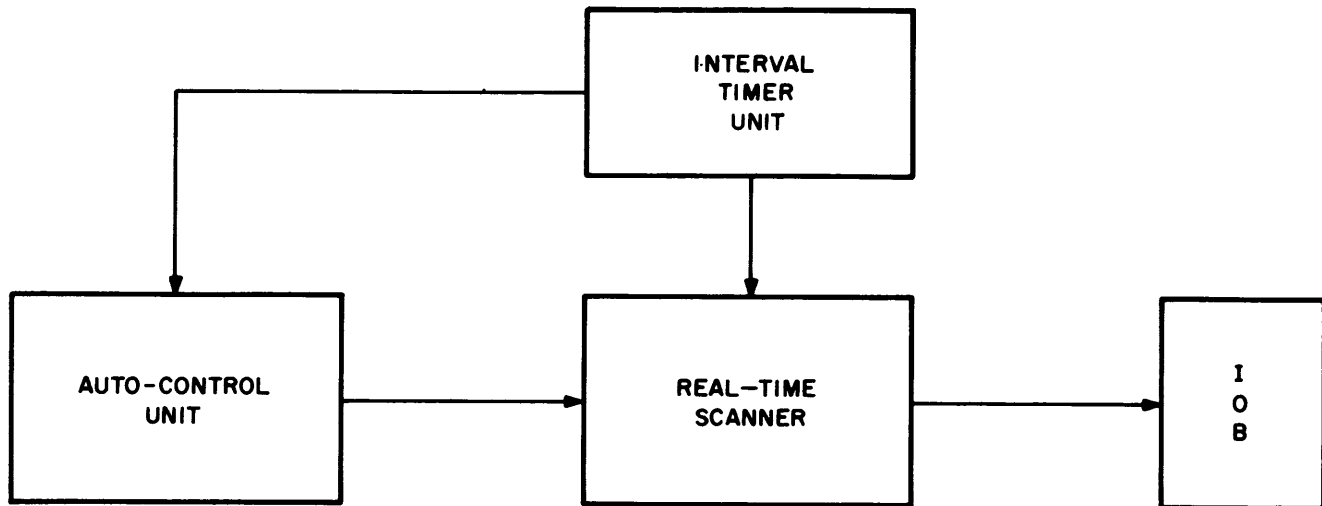 INTERVAL
TIMER
UNIT
AUTO-CONTROL
UNIT
REAL-TIME
SCANNER
I
O
B